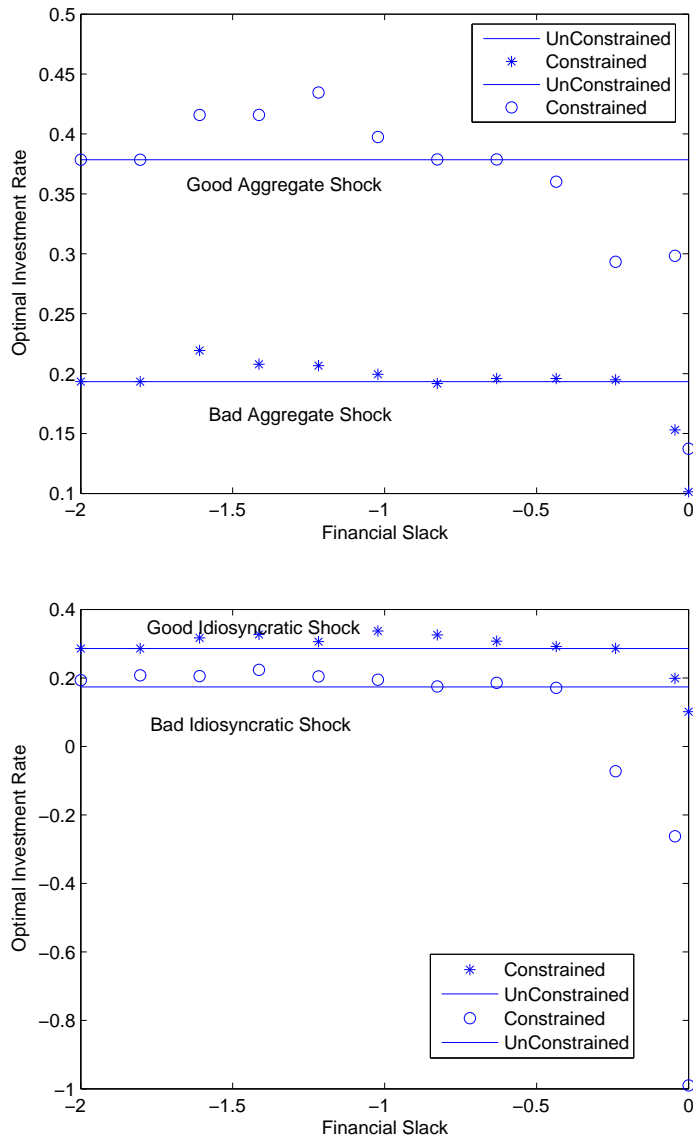 0.5
UnConstrained
Constrained
UnConstrained
Constrained
0.45
0.4
0.35
0.3
0.25
0.2
0.15
0.1
Optimal Investment Rate
Good Aggregate Shock
Bad Aggregate Shock
−2
−1.5
−1
−0.5
0
Financial Slack
0.4
0.2
0
−0.2
−0.4
−0.6
−0.8
−1
Optimal Investment Rate
Good Idiosyncratic Shock
Bad Idiosyncratic Shock
Constrained
UnConstrained
Constrained
UnConstrained
−2
−1.5
−1
−0.5
0
Financial Slack